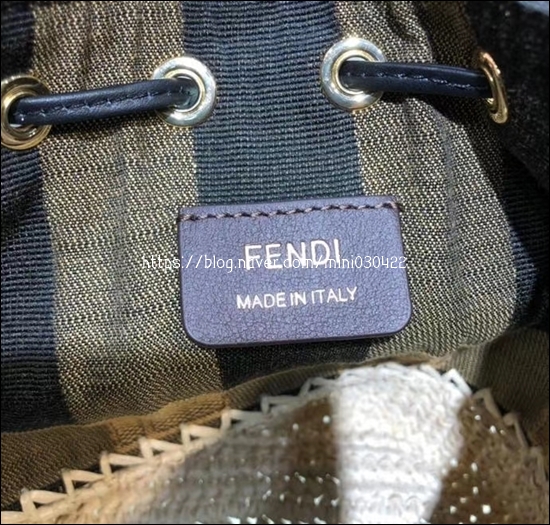 FENDI
https://blog.naver.com/mini030422
MADE IN ITALY